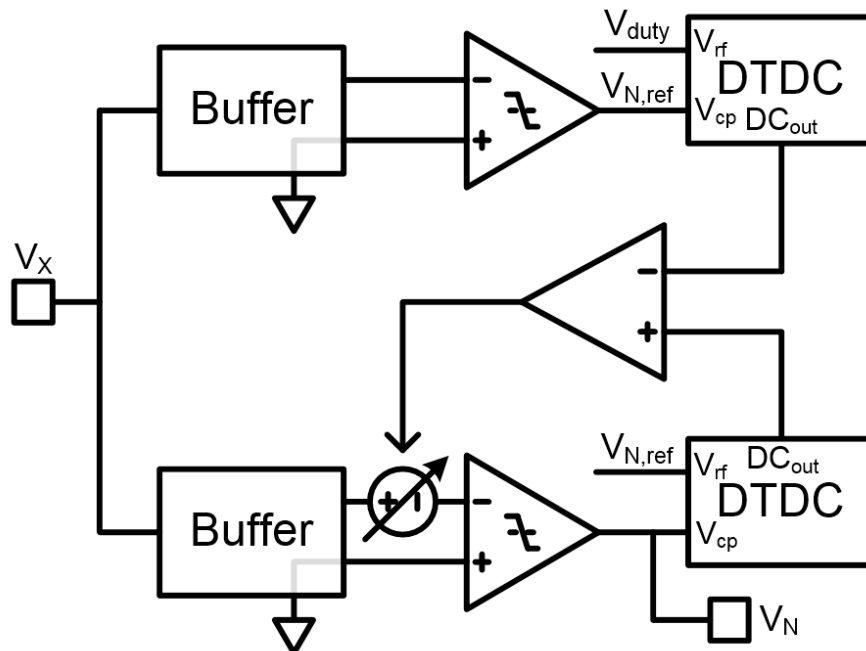 V_duty
V_rf
Buffer
DTDC
V_N,ref
V_cp DC_out
−
+
V_X
−
+
V_N,ref
V_rf DC_out
+ −
−
Buffer
DTDC
V_cp
+
V_N